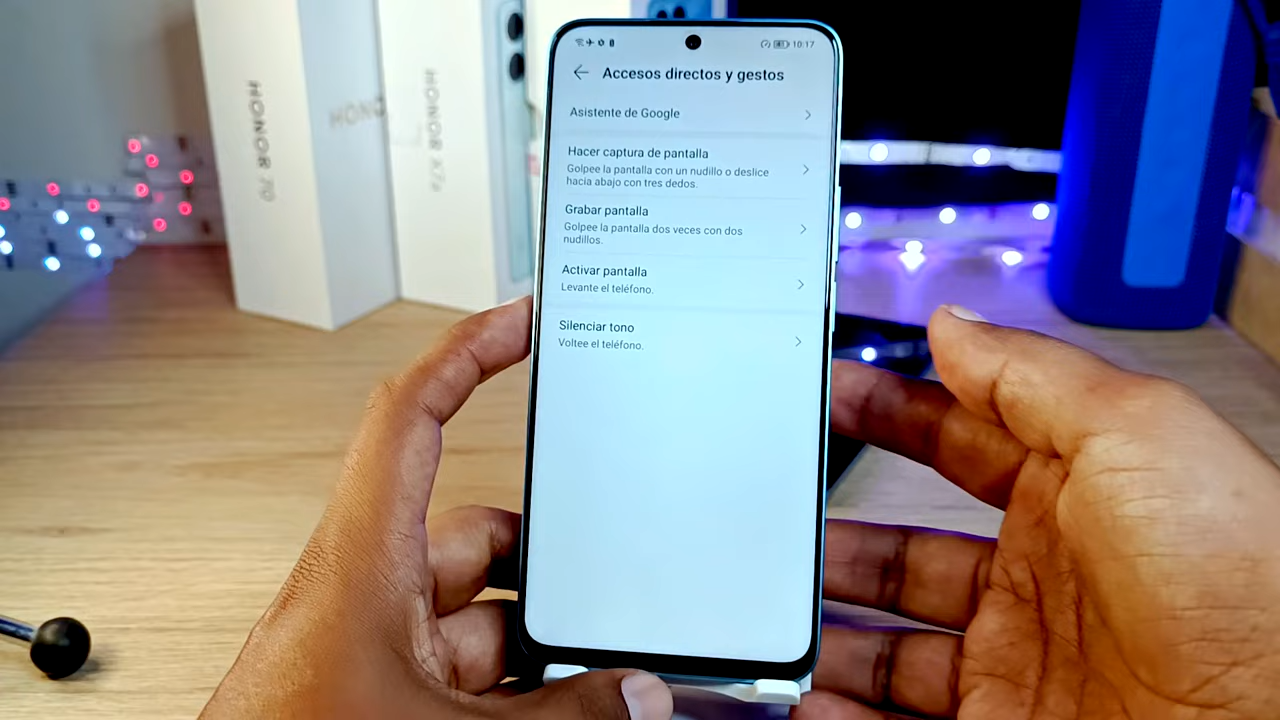 10:17
Accesos directos y gestos
Asistente de Google
Hacer captura de pantalla
Golpee la pantalla con un nudillo o deslice
hacia abajo con tres dedos.
Grabar pantalla
Golpee la pantalla dos veces con dos
nudillos.
Activar pantalla
Levante el teléfono.
Silenciar tono
Voltee el teléfono.
HONOR 70
HONOR
HONOR